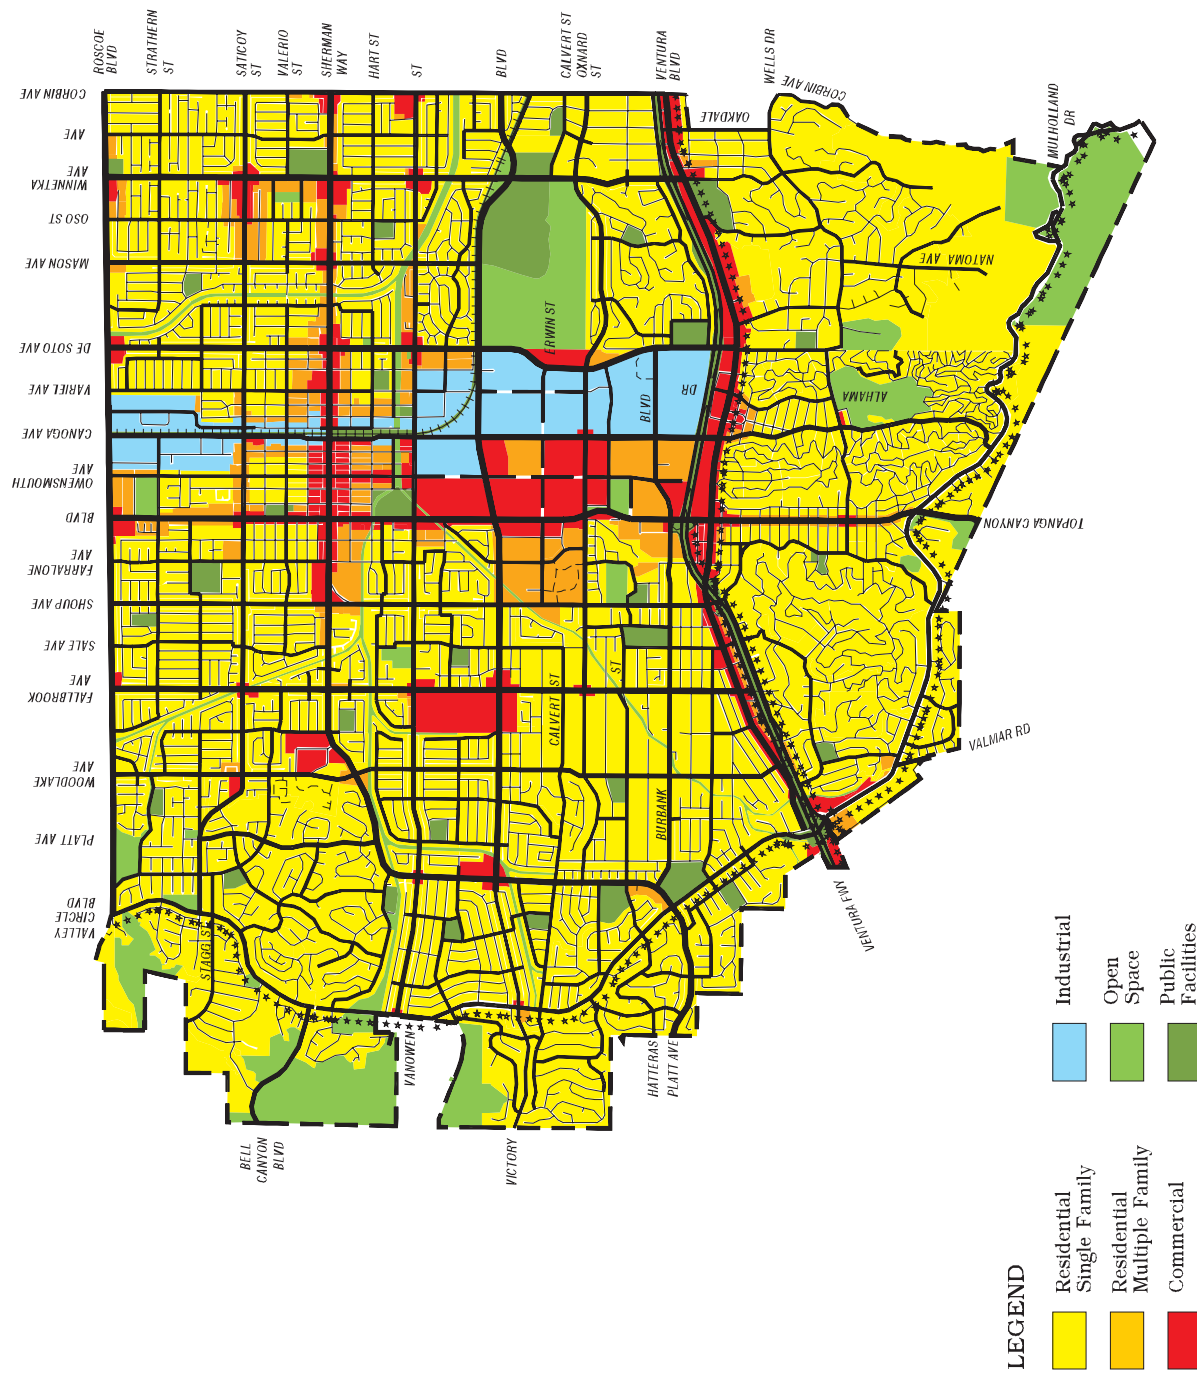 ROSCOE
BLVD
STRATHERN
ST
SATICOY
ST
VALERIO
ST
SHERMAN
WAY
HART ST
ST
BLVD
CALVERT ST
OXNARD
ST
VENTURA
BLVD
WELLS DR
CORBIN AVE
MULHOLLAND
DR
OAKDALE
CORBIN AVE
AVE
AVE
WINNETKA
OSO ST
MASON AVE
DE SOTO AVE
VARIEL AVE
CANOGA AVE
AVE
OWENSMOUTH
BLVD
AVE
FARRALONE
SHOUP AVE
SALE AVE
AVE
FALLBROOK
AVE
WOODLAKE
PLATT AVE
BLVD
CIRCLE
VALLEY
NATOMA AVE
ERWIN ST
BLVD
DR
ALHAMA
TOPANGA CANYON
ST
CALVERT ST
BURBANK
VALMAR RD
VENTURA FWY
STAGG ST
VANOWEN
HATTERAS
PLATT AVE
BELL
CANYON
BLVD
VICTORY
LEGEND
Residential
Single Family
Residential
Multiple Family
Commercial
Industrial
Open
Space
Public
Facilities